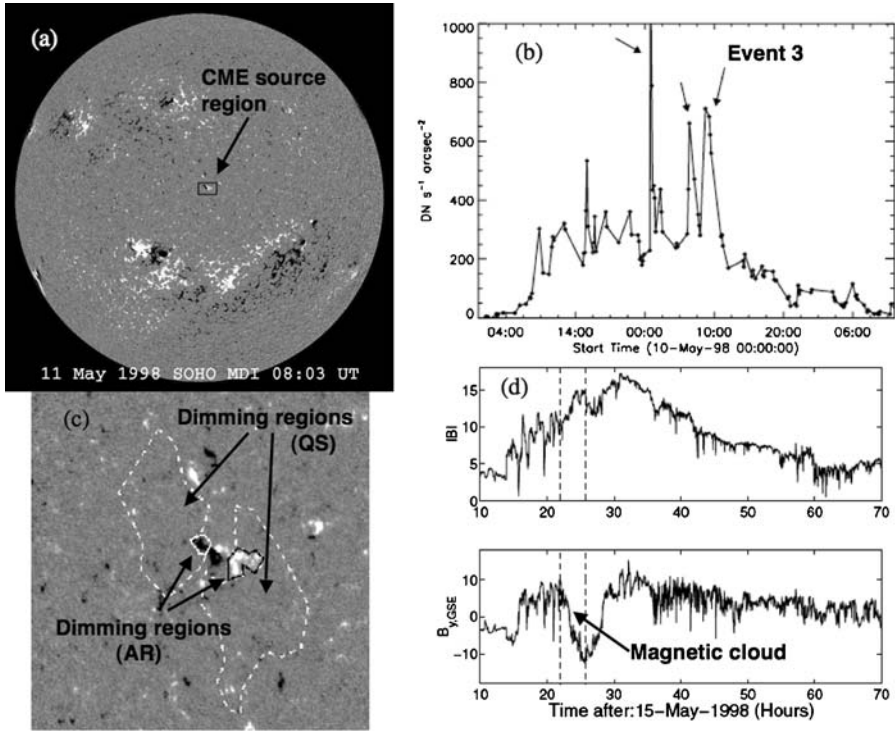 (a)
CME source
region
11 May 1998 SOHO MDI 08:03 UT
(b)
Event 3
DN s⁻¹ arcsec⁻²
1000
800
600
400
200
0
04:00 14:00 00:00 10:00 20:00 06:00
Start Time (10-May-98 00:00:00)
(c)
Dimming regions
(QS)
Dimming regions
(AR)
(d)
IBI
15
10
5
0
10 20 30 40 50 60 70
B_y,GSE
10
0
-10
Magnetic cloud
10 20 30 40 50 60 70
Time after:15-May-1998 (Hours)